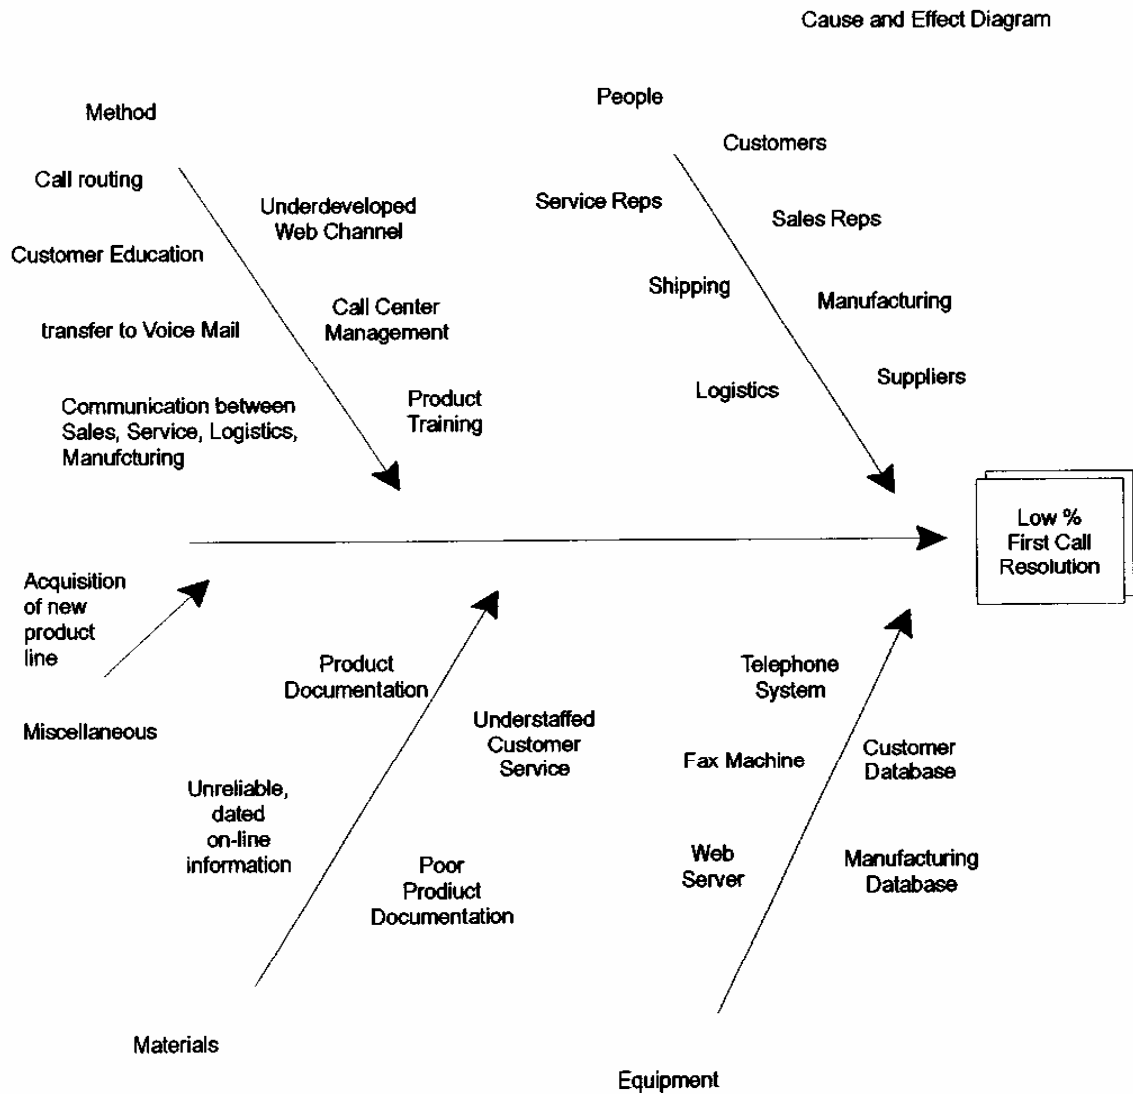 Cause and Effect Diagram
Method
Call routing
Customer Education
transfer to Voice Mail
Communication between
Sales, Service, Logistics,
Manufcturing
Underdeveloped
Web Channel
Call Center
Management
Product
Training
People
Service Reps
Shipping
Logistics
Customers
Sales Reps
Manufacturing
Suppliers
Low %
First Call
Resolution
Acquisition
of new
product
line
Miscellaneous
Product
Documentation
Unreliable,
dated
on-line
information
Understaffed
Customer
Service
Poor
Prodiuct
Documentation
Materials
Telephone
System
Fax Machine
Web
Server
Customer
Database
Manufacturing
Database
Equipment